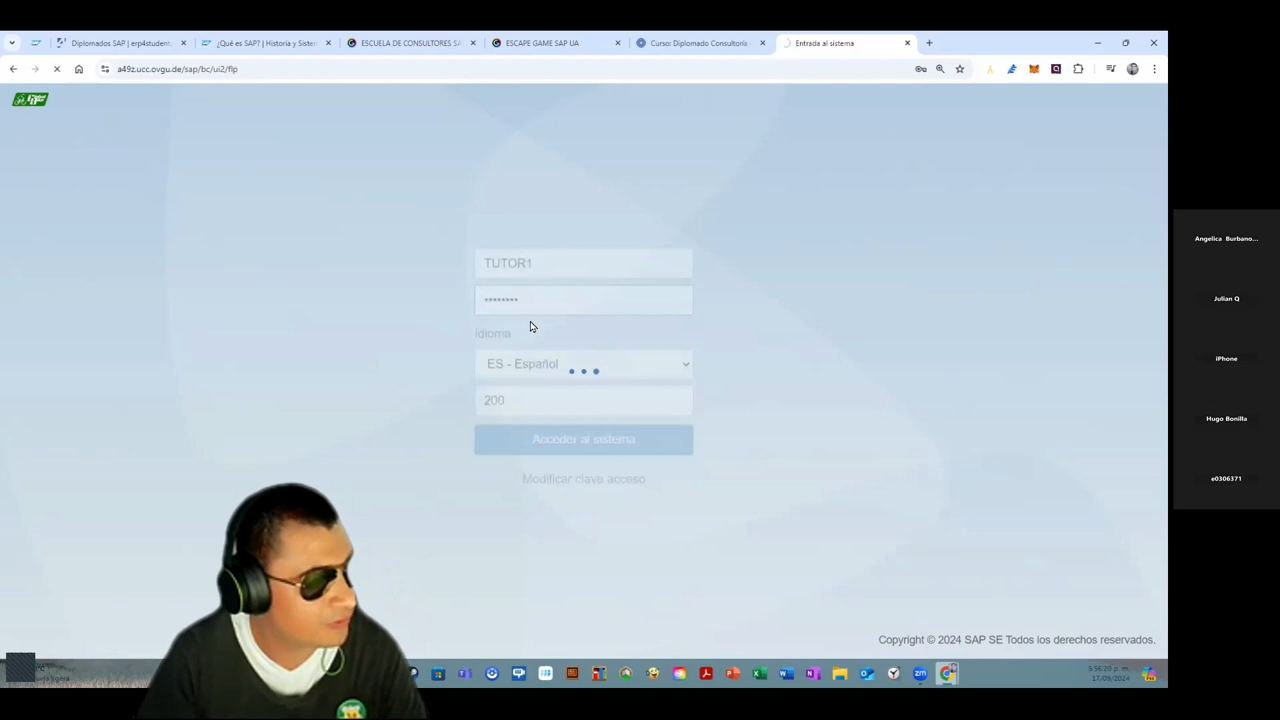 Diplomados SAP | erp4student
¿Qué es SAP? | Historia y Sisten
ESCUELA DE CONSULTORES SA
ESCAPE GAME SAP UA
Curso: Diplomado Consultoría
Entrada al sistema
a49z.ucc.ovgu.de/sap/bc/ui2/flp
TUTOR1
********
Idioma
ES - Español
200
Acceder al sistema
Modificar clave acceso
Copyright © 2024 SAP SE Todos los derechos reservados.
17/09/2024
Angelica Burbano...
Julian Q
iPhone
Hugo Bonilla
e0306371